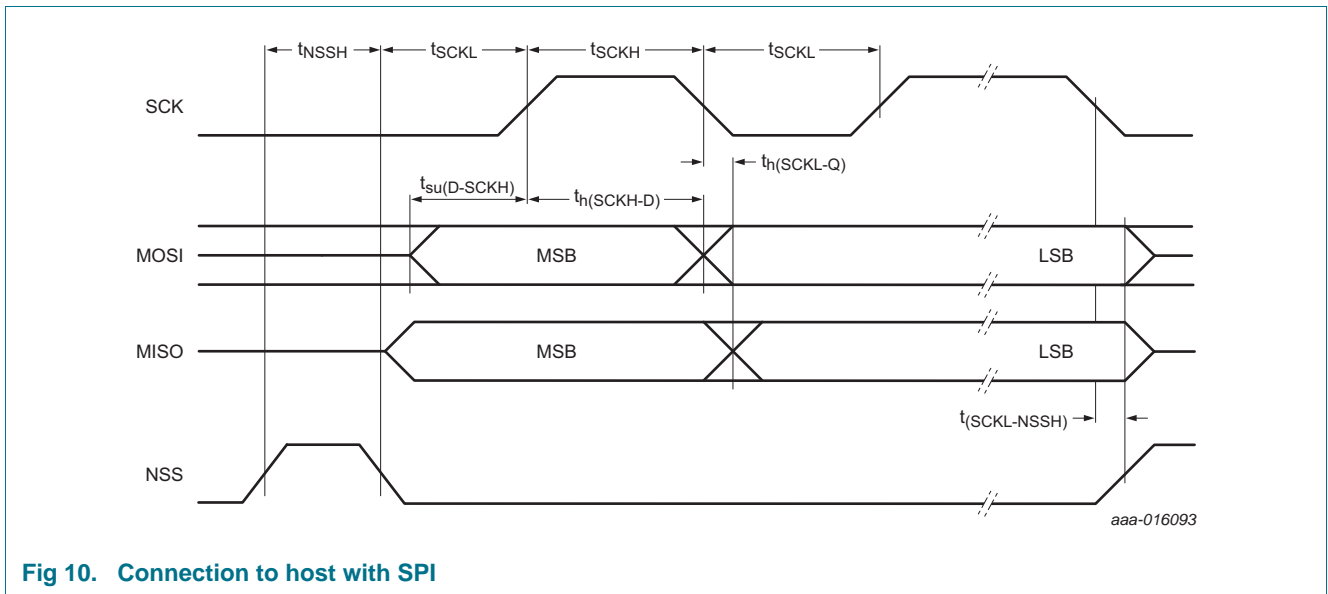 tNSSH tSCKL tSCKH tSCKL
SCK
th(SCKL-Q)
tsu(D-SCKH)
th(SCKH-D)
MOSI MSB LSB
MISO MSB LSB
t(SCKL-NSSH)
NSS
aaa-016093
Fig 10. Connection to host with SPI